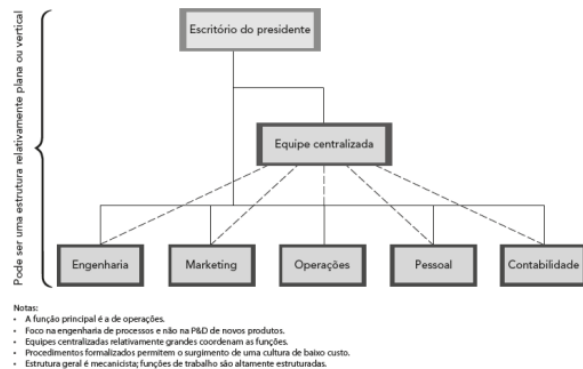 Pode ser uma estrutura relativamente plana ou vertical
Escritório do presidente
Equipe centralizada
Engenharia
Marketing
Operações
Pessoal
Contabilidade
Notas:
• A função principal é a de operações.
• Foco na engenharia de processos e não na P&D de novos produtos.
• Equipes centralizadas relativamente grandes coordenam as funções.
• Procedimentos formalizados permitem o surgimento de uma cultura de baixo custo.
• Estrutura geral é mecanicista; funções de trabalho são altamente estruturadas.